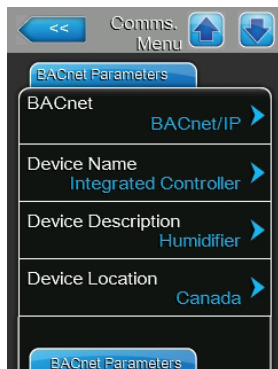 << Comms.
Menu
BACnet Parameters
BACnet
BACnet/IP
Device Name
Integrated Controller
Device Description
Humidifier
Device Location
Canada
BACnet Parameters